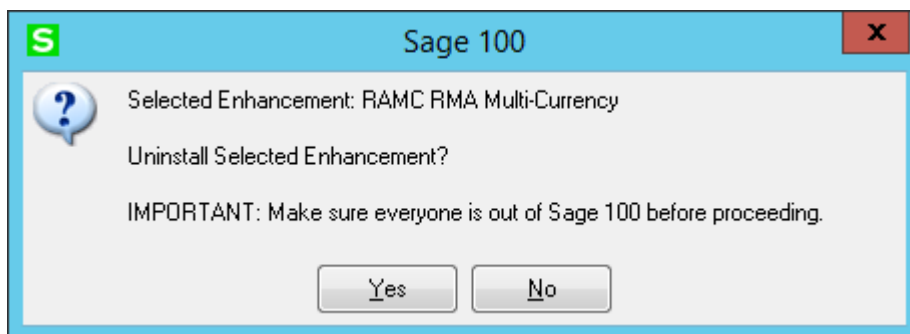 S
Sage 100
x
?
Selected Enhancement: RAMC RMA Multi-Currency
Uninstall Selected Enhancement?
IMPORTANT: Make sure everyone is out of Sage 100 before proceeding.
Yes No